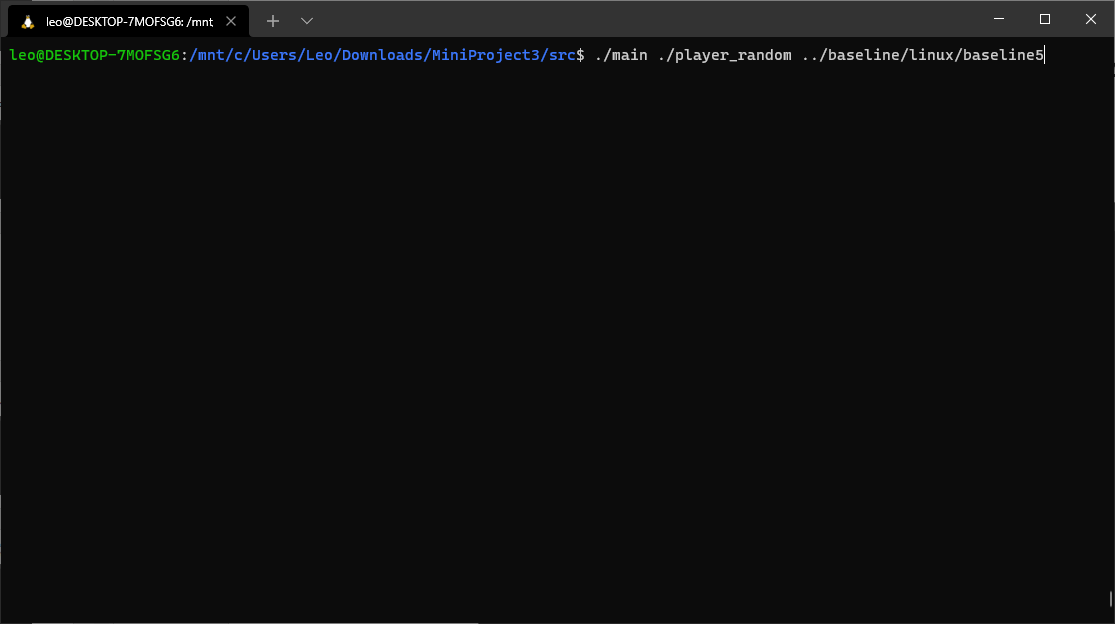 leo@DESKTOP-7MOFSG6: /mnt
leo@DESKTOP-7MOFSG6:/mnt/c/Users/Leo/Downloads/MiniProject3/src$ ./main ./player_random ../baseline/linux/baseline5